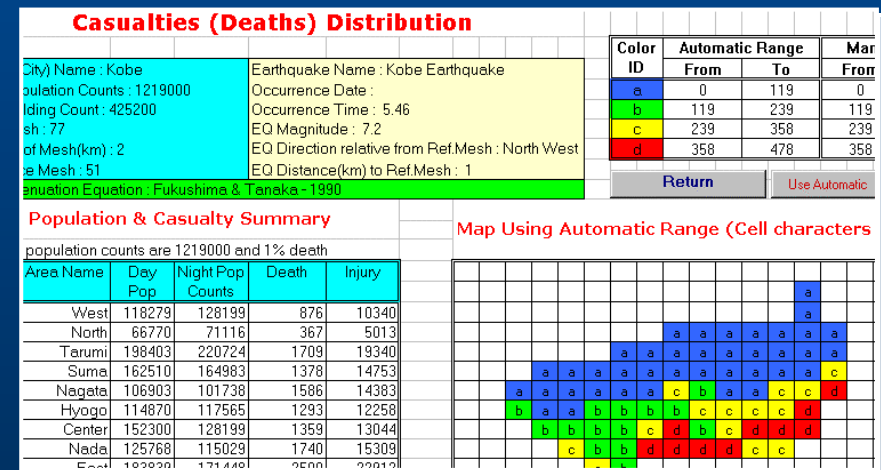 Casualties (Deaths) Distribution
City) Name : Kobe
pulation Counts : 1219000
lding Count : 425200
sh : 77
of Mesh(km) : 2
e Mesh : 51
enuation Equation : Fukushima & Tanaka - 1990
Earthquake Name : Kobe Earthquake
Occurrence Date :
Occurrence Time : 5.46
EQ Magnitude : 7.2
EQ Direction relative from Ref.Mesh : North West
EQ Distance(km) to Ref.Mesh : 1
Color ID Automatic Range Man
From To From
a 0 119 0
b 119 239 119
c 239 358 239
d 358 478 358
Return Use Automatic
Population & Casualty Summary
population counts are 1219000 and 1% death
Area Name Day Pop Night Pop Counts Death Injury
West 118279 128199 876 10340
North 66770 71116 367 5013
Tarumi 198403 220724 1709 19340
Suma 162510 164983 1378 14753
Nagata 106903 101738 1586 14383
Hyogo 114870 117565 1293 12258
Center 152300 128199 1359 13044
Nada 125768 115029 1740 15309
East 183839 171448 2500 22912
Map Using Automatic Range (Cell characters
a
a
a a a a a a
a a a a a a a a
a a a a a a a a a c
a a a a a c b a a c c d
b a a b b b b c c c c d
b b b b c d b c d d d
c b b d d d d c c
a b